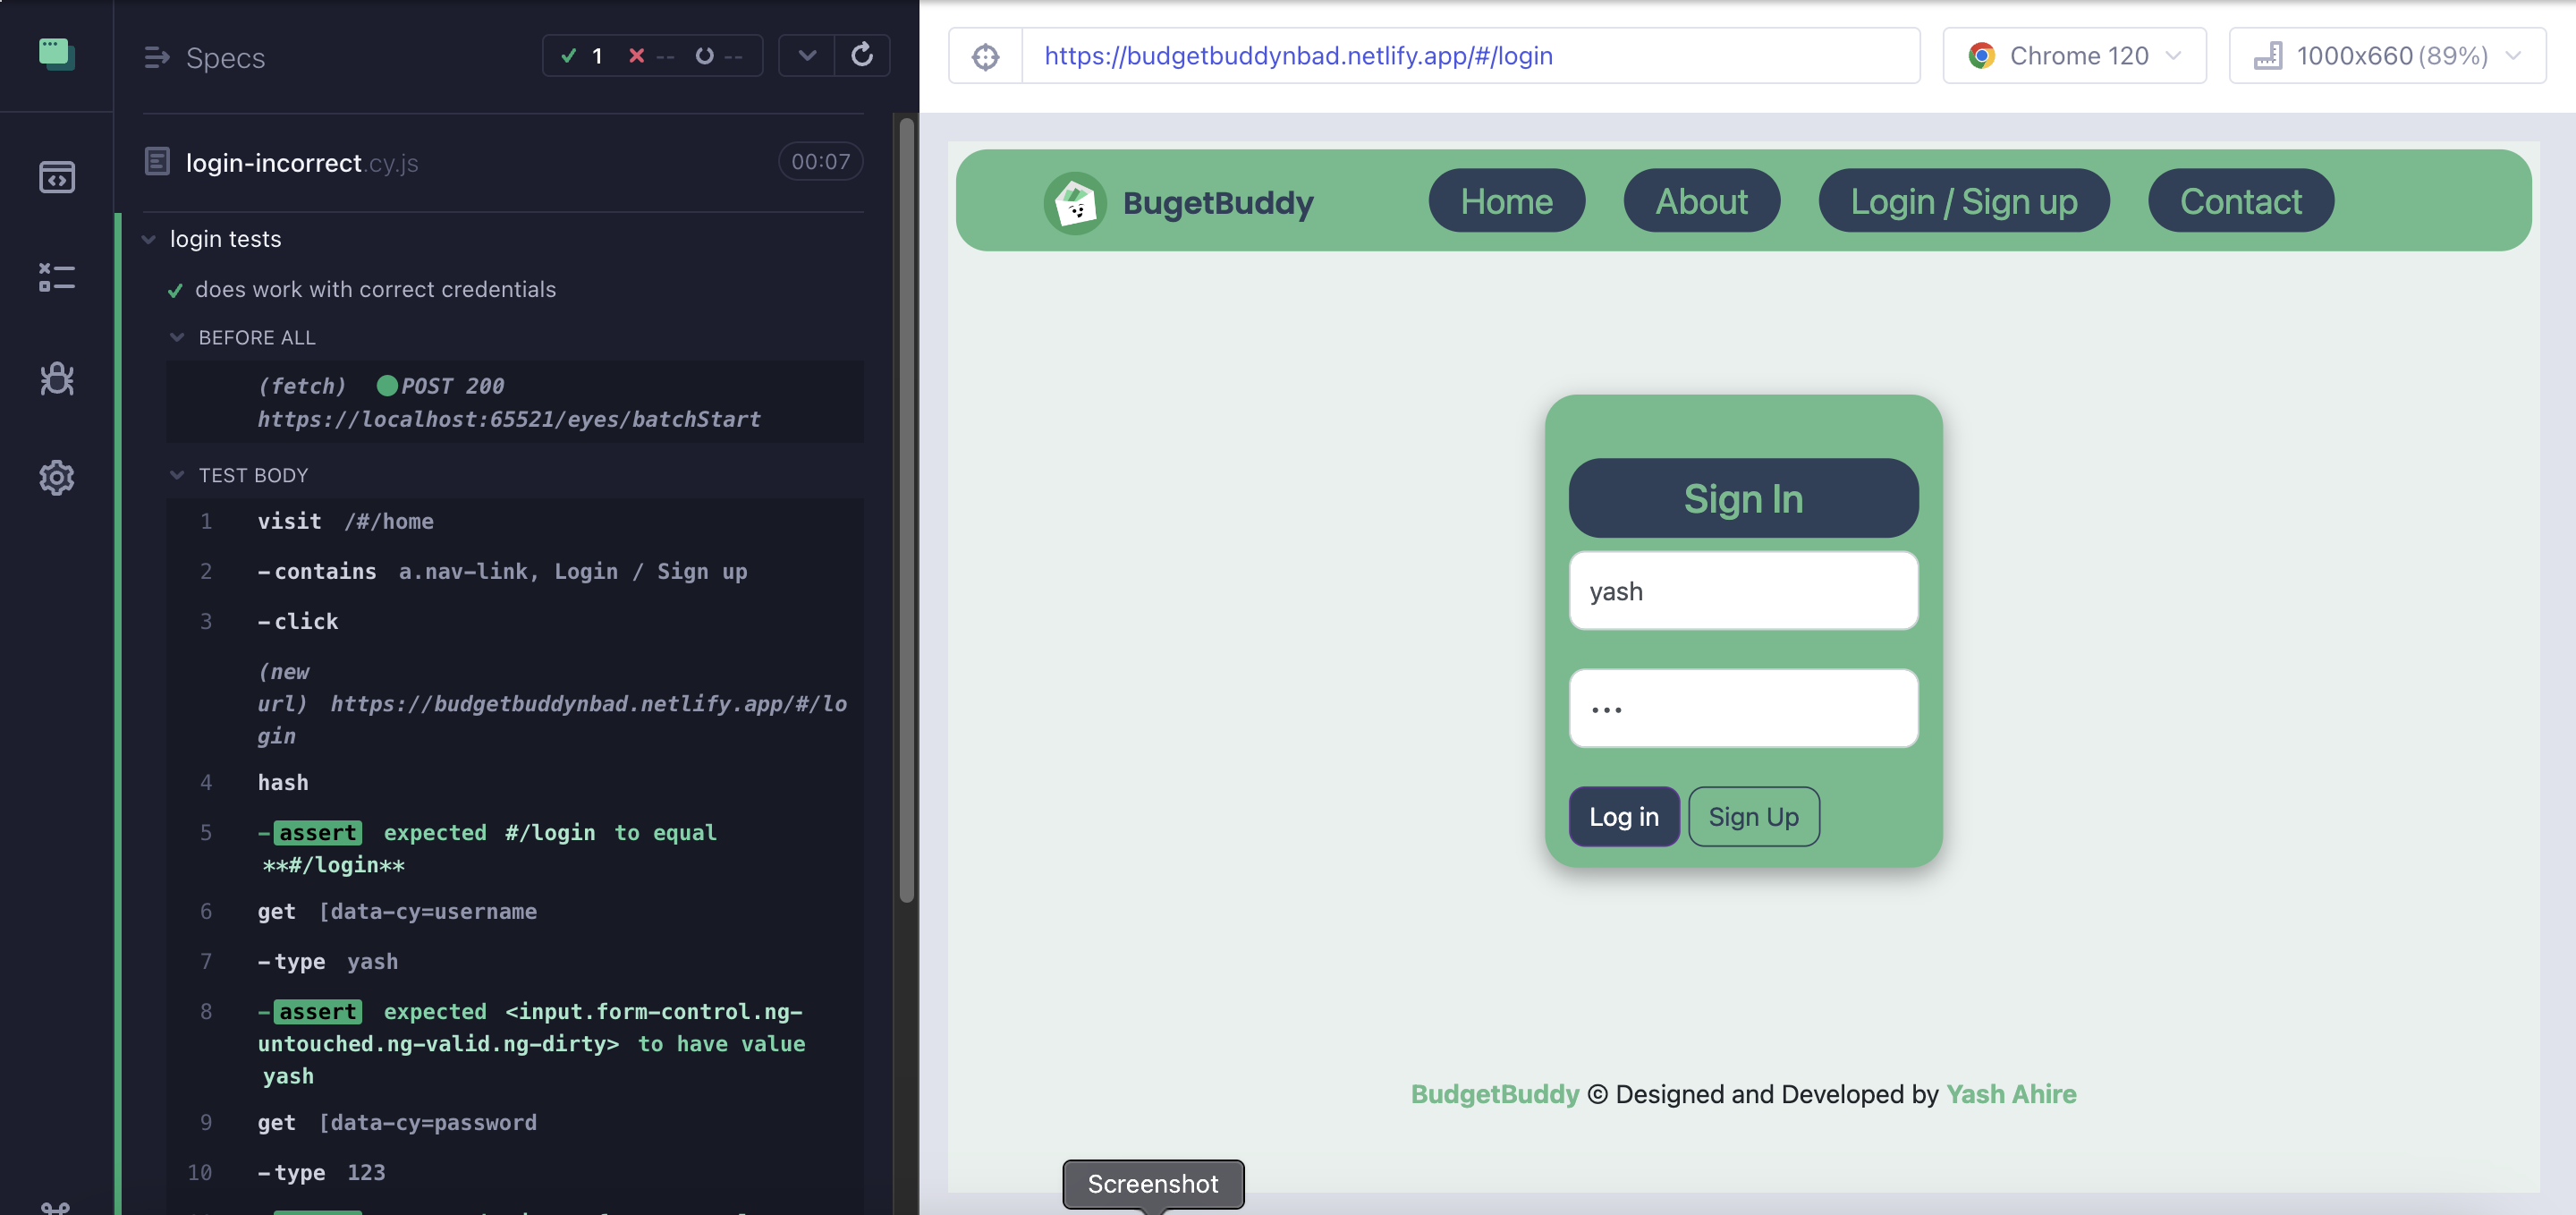 Specs
1 -- --
https://budgetbuddynbad.netlify.app/#/login
Chrome 120
1000x660 (89%)
login-incorrect.cy.js 00:07
login tests
does work with correct credentials
BEFORE ALL
(fetch) POST 200
https://localhost:65521/eyes/batchStart
TEST BODY
1 visit /#/home
2 -contains a.nav-link, Login / Sign up
3 -click
(new
url) https://budgetbuddynbad.netlify.app/#/lo
gin
4 hash
5 -assert expected #/login to equal
**#/login**
6 get [data-cy=username
7 -type yash
8 -assert expected <input.form-control.ng-
untouched.ng-valid.ng-dirty> to have value
yash
9 get [data-cy=password
10 -type 123
BugetBuddy
Home
About
Login / Sign up
Contact
Sign In
yash
...
Log in
Sign Up
BudgetBuddy © Designed and Developed by Yash Ahire
Screenshot